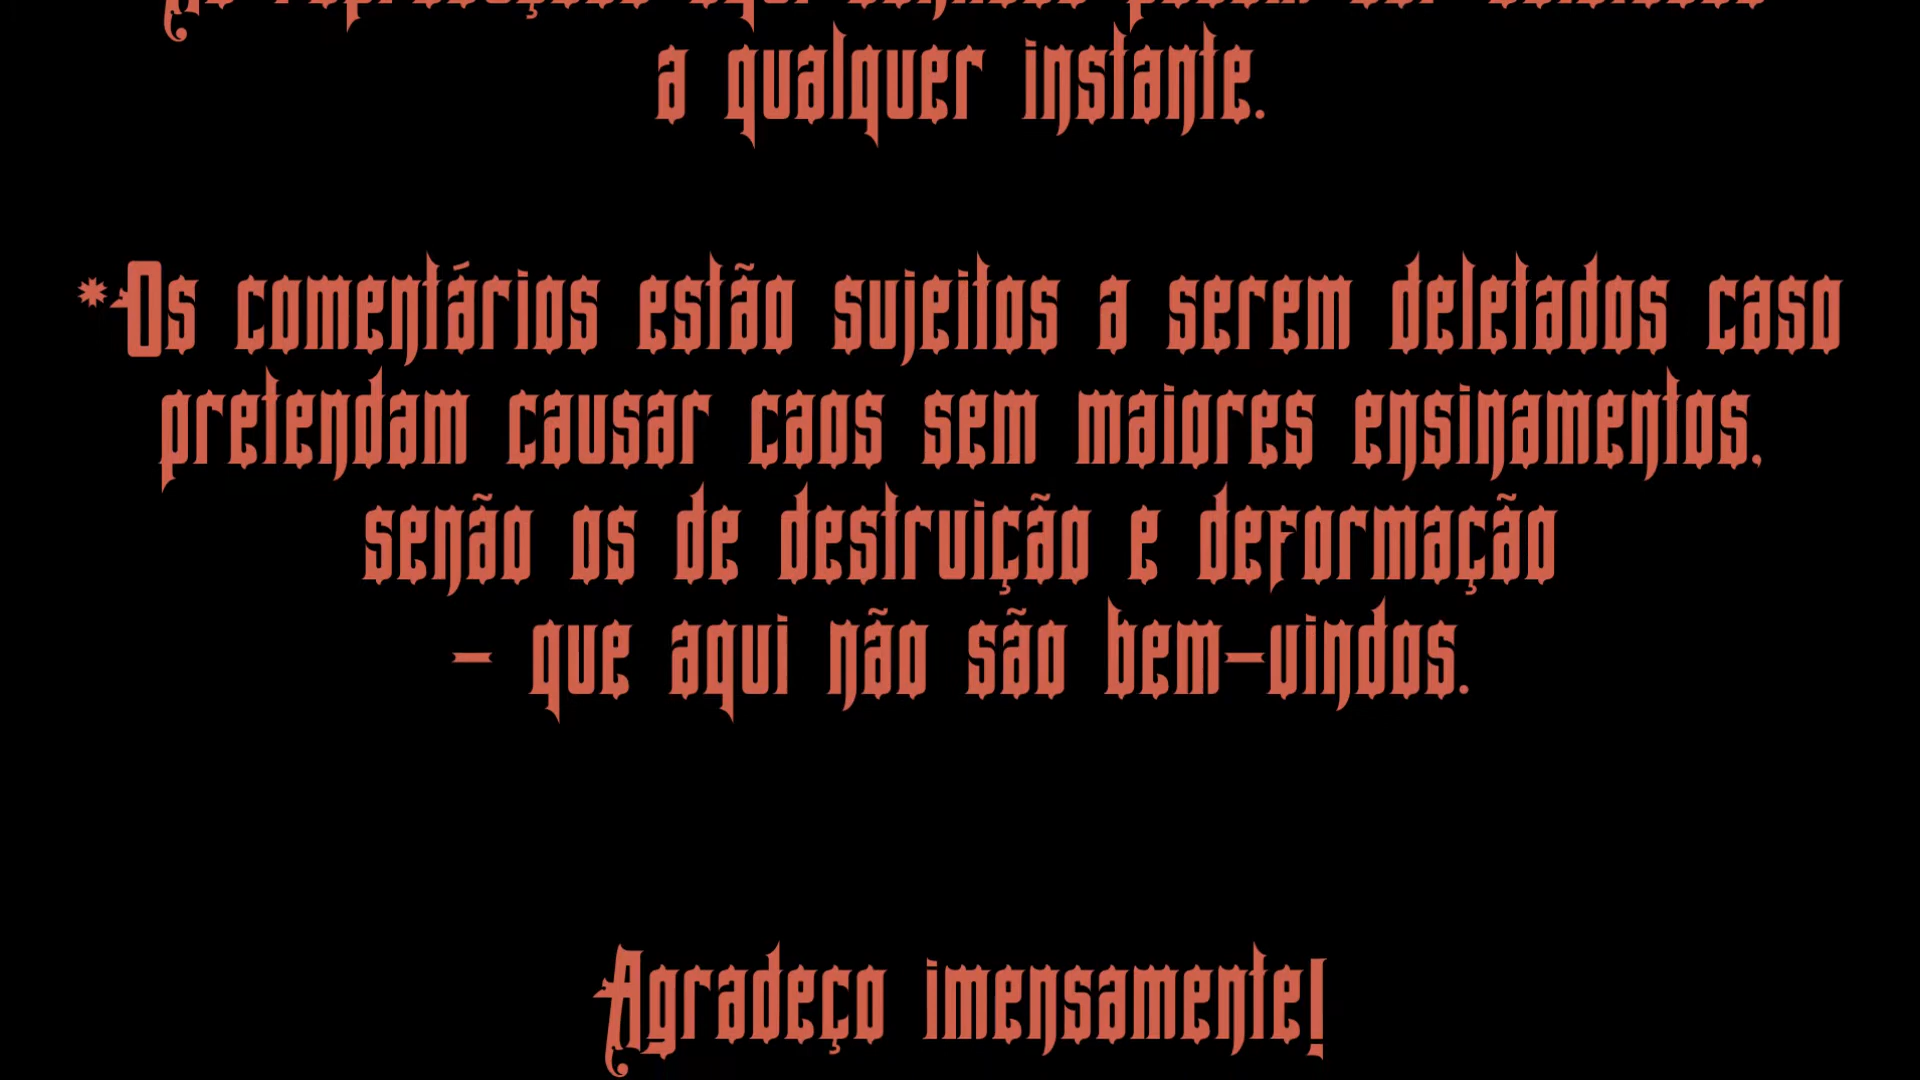 a qualquer instante.
*Os comentários estão sujeitos a serem deletados caso
pretendam causar caos sem maiores ensinamentos,
senão os de destruição e deformação
- que aqui não são bem-vindos.
Agradeço imensamente!